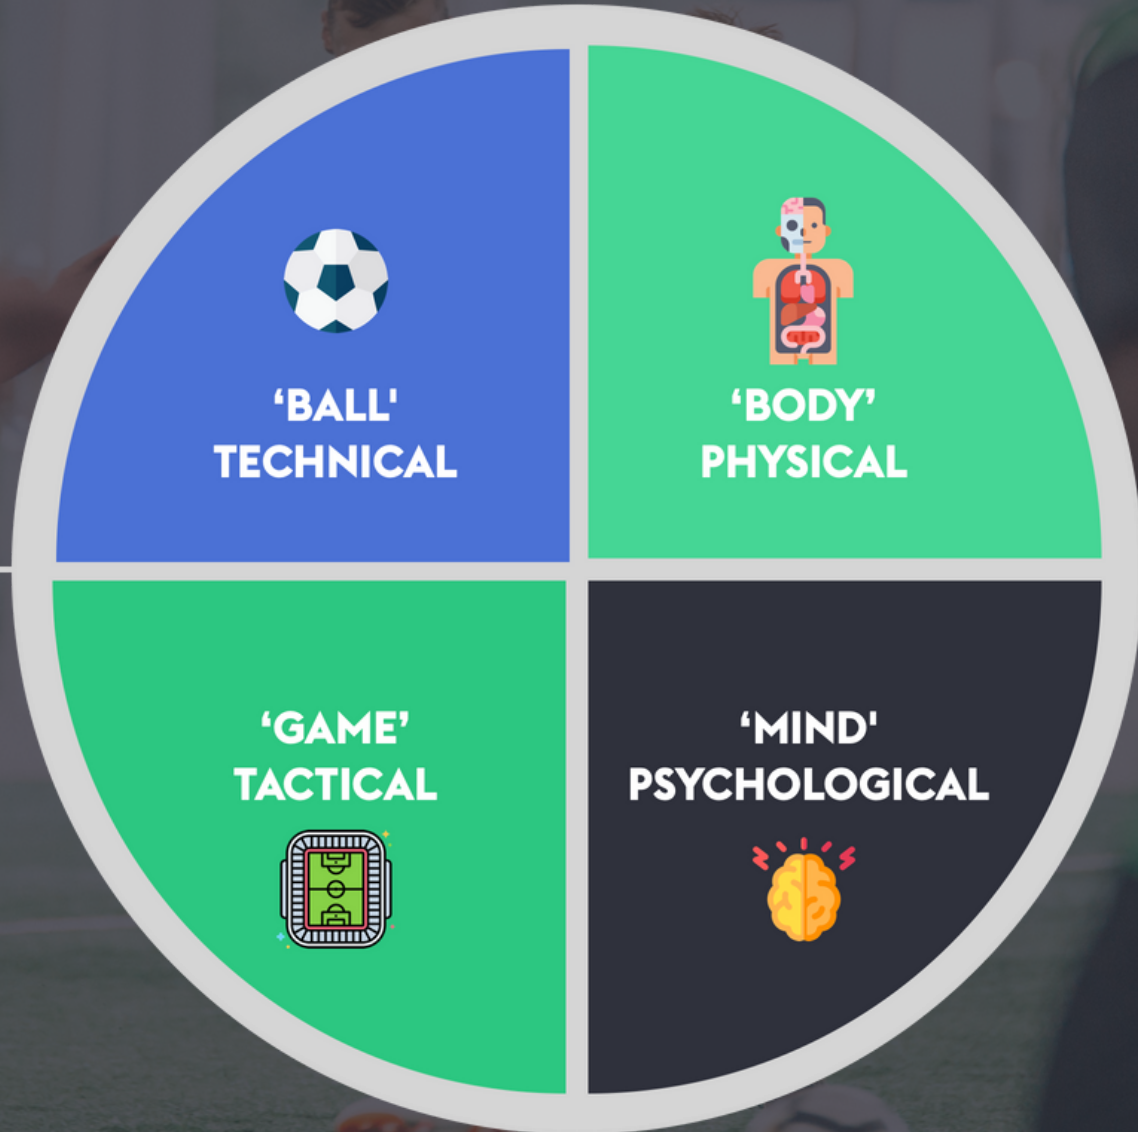 ‘BALL'
TECHNICAL
‘BODY’
PHYSICAL
‘GAME’
TACTICAL
‘MIND'
PSYCHOLOGICAL